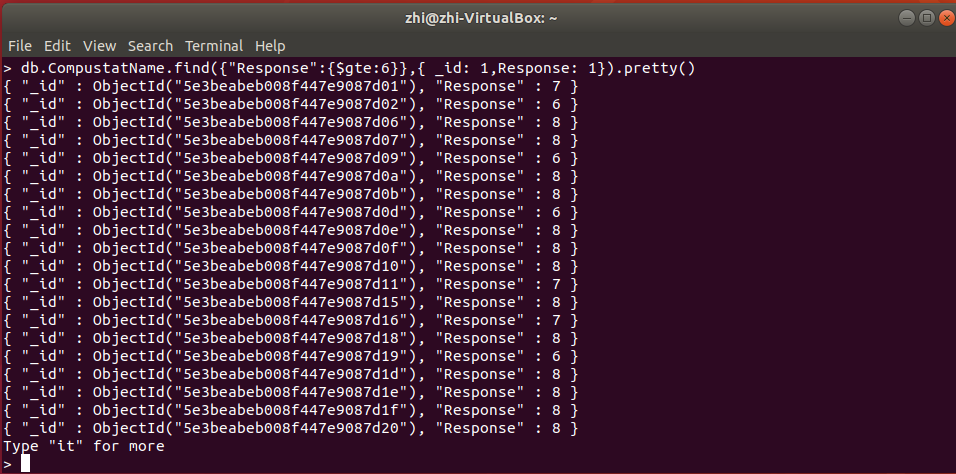 zhi@zhi-VirtualBox: ~
File Edit View Search Terminal Help
> db.CompustatName.find({"Response":{$gte:6}},{ _id: 1,Response: 1}).pretty()
{ "_id" : ObjectId("5e3beabeb008f447e9087d01"), "Response" : 7 }
{ "_id" : ObjectId("5e3beabeb008f447e9087d02"), "Response" : 6 }
{ "_id" : ObjectId("5e3beabeb008f447e9087d06"), "Response" : 8 }
{ "_id" : ObjectId("5e3beabeb008f447e9087d07"), "Response" : 8 }
{ "_id" : ObjectId("5e3beabeb008f447e9087d09"), "Response" : 6 }
{ "_id" : ObjectId("5e3beabeb008f447e9087d0a"), "Response" : 8 }
{ "_id" : ObjectId("5e3beabeb008f447e9087d0b"), "Response" : 8 }
{ "_id" : ObjectId("5e3beabeb008f447e9087d0d"), "Response" : 6 }
{ "_id" : ObjectId("5e3beabeb008f447e9087d0e"), "Response" : 8 }
{ "_id" : ObjectId("5e3beabeb008f447e9087d0f"), "Response" : 8 }
{ "_id" : ObjectId("5e3beabeb008f447e9087d10"), "Response" : 8 }
{ "_id" : ObjectId("5e3beabeb008f447e9087d11"), "Response" : 7 }
{ "_id" : ObjectId("5e3beabeb008f447e9087d15"), "Response" : 8 }
{ "_id" : ObjectId("5e3beabeb008f447e9087d16"), "Response" : 7 }
{ "_id" : ObjectId("5e3beabeb008f447e9087d18"), "Response" : 8 }
{ "_id" : ObjectId("5e3beabeb008f447e9087d19"), "Response" : 6 }
{ "_id" : ObjectId("5e3beabeb008f447e9087d1d"), "Response" : 8 }
{ "_id" : ObjectId("5e3beabeb008f447e9087d1e"), "Response" : 8 }
{ "_id" : ObjectId("5e3beabeb008f447e9087d1f"), "Response" : 8 }
{ "_id" : ObjectId("5e3beabeb008f447e9087d20"), "Response" : 8 }
Type "it" for more
>